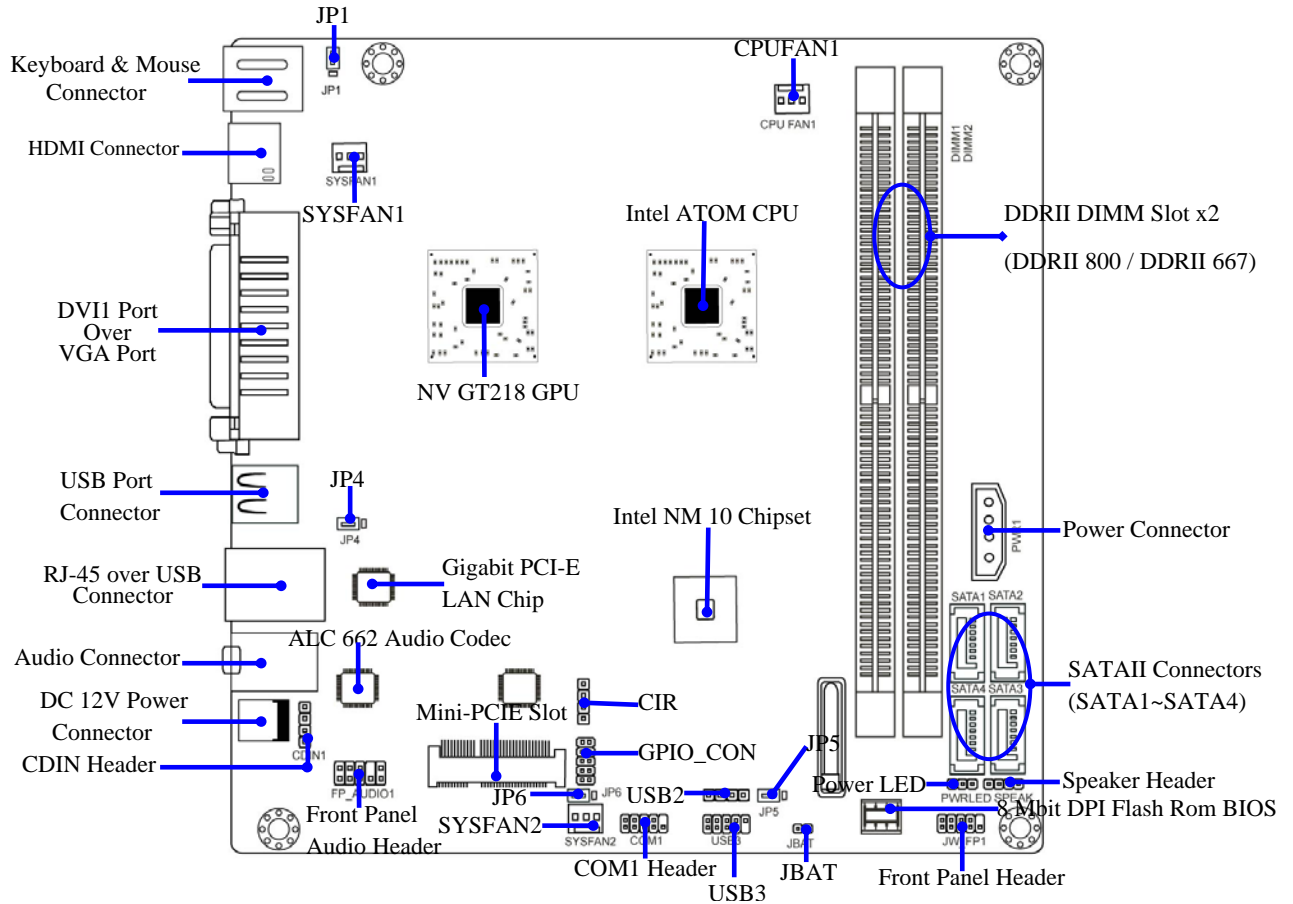 JP1
CPUFAN1
Keyboard & Mouse
Connector
JP1
CPU FAN1
DIMM1
DIMM2
HDMI Connector
SYSFAN1
SYSFAN1
Intel ATOM CPU
DDRII DIMM Slot x2
(DDRII 800 / DDRII 667)
DVI1 Port
Over
VGA Port
NV GT218 GPU
USB Port
Connector
JP4
JP4
Intel NM 10 Chipset
Power Connector
PWR1
RJ-45 over USB
Connector
Gigabit PCI-E
LAN Chip
SATA1
SATA2
ALC 662 Audio Codec
Audio Connector
SATAII Connectors
(SATA1~SATA4)
SATA4
SATA3
DC 12V Power
Connector
Mini-PCIE Slot
CIR
CDIN1
CDIN Header
GPIO_CON
JP5
Speaker Header
Power LED
FP_AUDIO1
JP6
JP6
USB2
JP5
PWRLED
SPEAK
8 Mbit DPI Flash Rom BIOS
Front Panel
Audio Header
SYSFAN2
SYSFAN2
COM1
USB3
JBAT
COM1 Header
USB3
JBAT
Front Panel Header